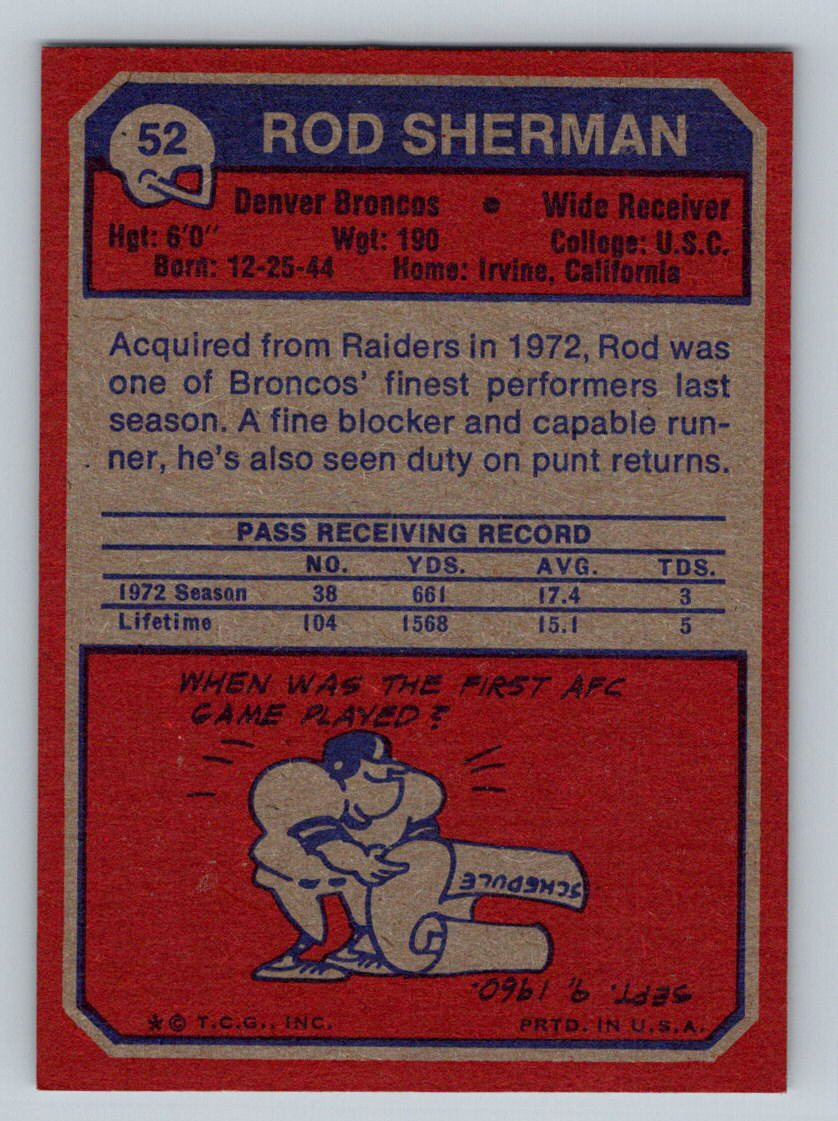 52
ROD SHERMAN
Denver Broncos • Wide Receiver
Hgt: 6'0" Wgt: 190 College: U.S.C.
Born: 12-25-44 Home: Irvine, California
Acquired from Raiders in 1972, Rod was
one of Broncos' finest performers last
season. A fine blocker and capable run-
ner, he's also seen duty on punt returns.
PASS RECEIVING RECORD
NO. YDS. AVG. TDS.
1972 Season 38 661 17.4 3
Lifetime 104 1568 15.1 5
WHEN WAS THE FIRST AFC
GAME PLAYED?
SCHEDULE
SEPT. 9, 1960.
* © T.C.G., INC. PRTD. IN U.S.A.